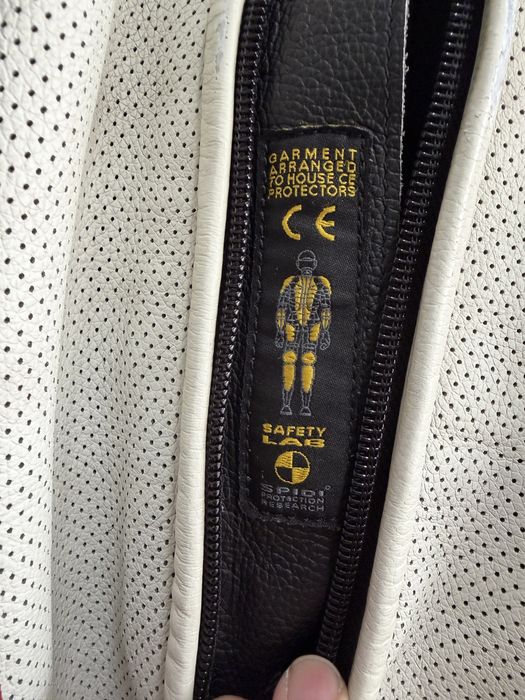 GARMENT
ARRANGED
TO HOUSE CE
PROTECTORS
CE
SAFETY
LAB
SPIDI
PROTECTION
RESEARCH